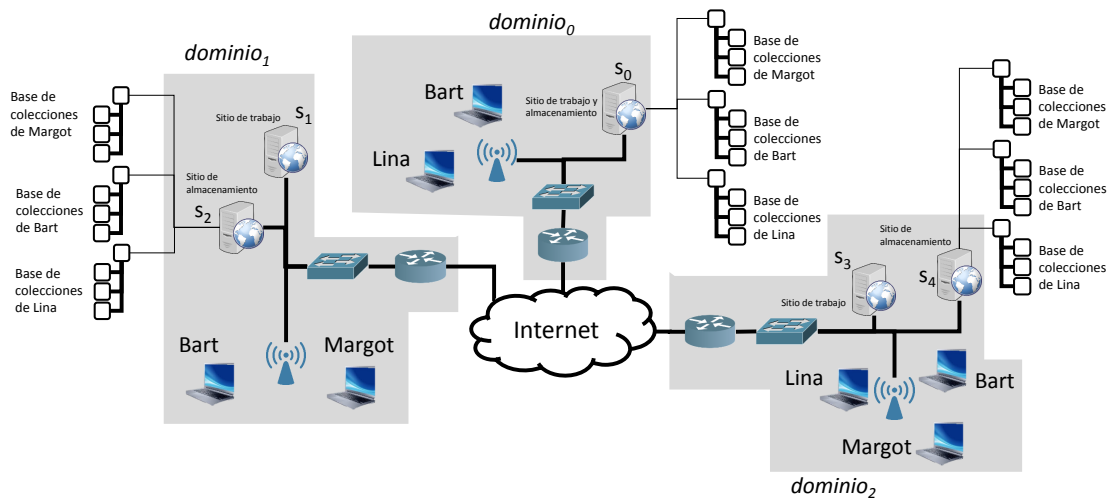 dominio1
Base de
colecciones
de Margot
Base de
colecciones
de Bart
Base de
colecciones
de Lina
Sitio de trabajo
s1
Sitio de
almacenamiento
s2
Bart
Margot
dominio0
Bart
Lina
Sitio de trabajo y
almacenamiento
s0
Base de
colecciones
de Margot
Base de
colecciones
de Bart
Base de
colecciones
de Lina
Internet
Base de
colecciones
de Margot
Base de
colecciones
de Bart
Base de
colecciones
de Lina
Sitio de
almacenamiento
s3
s4
Sitio de trabajo
Lina
Bart
Margot
dominio2